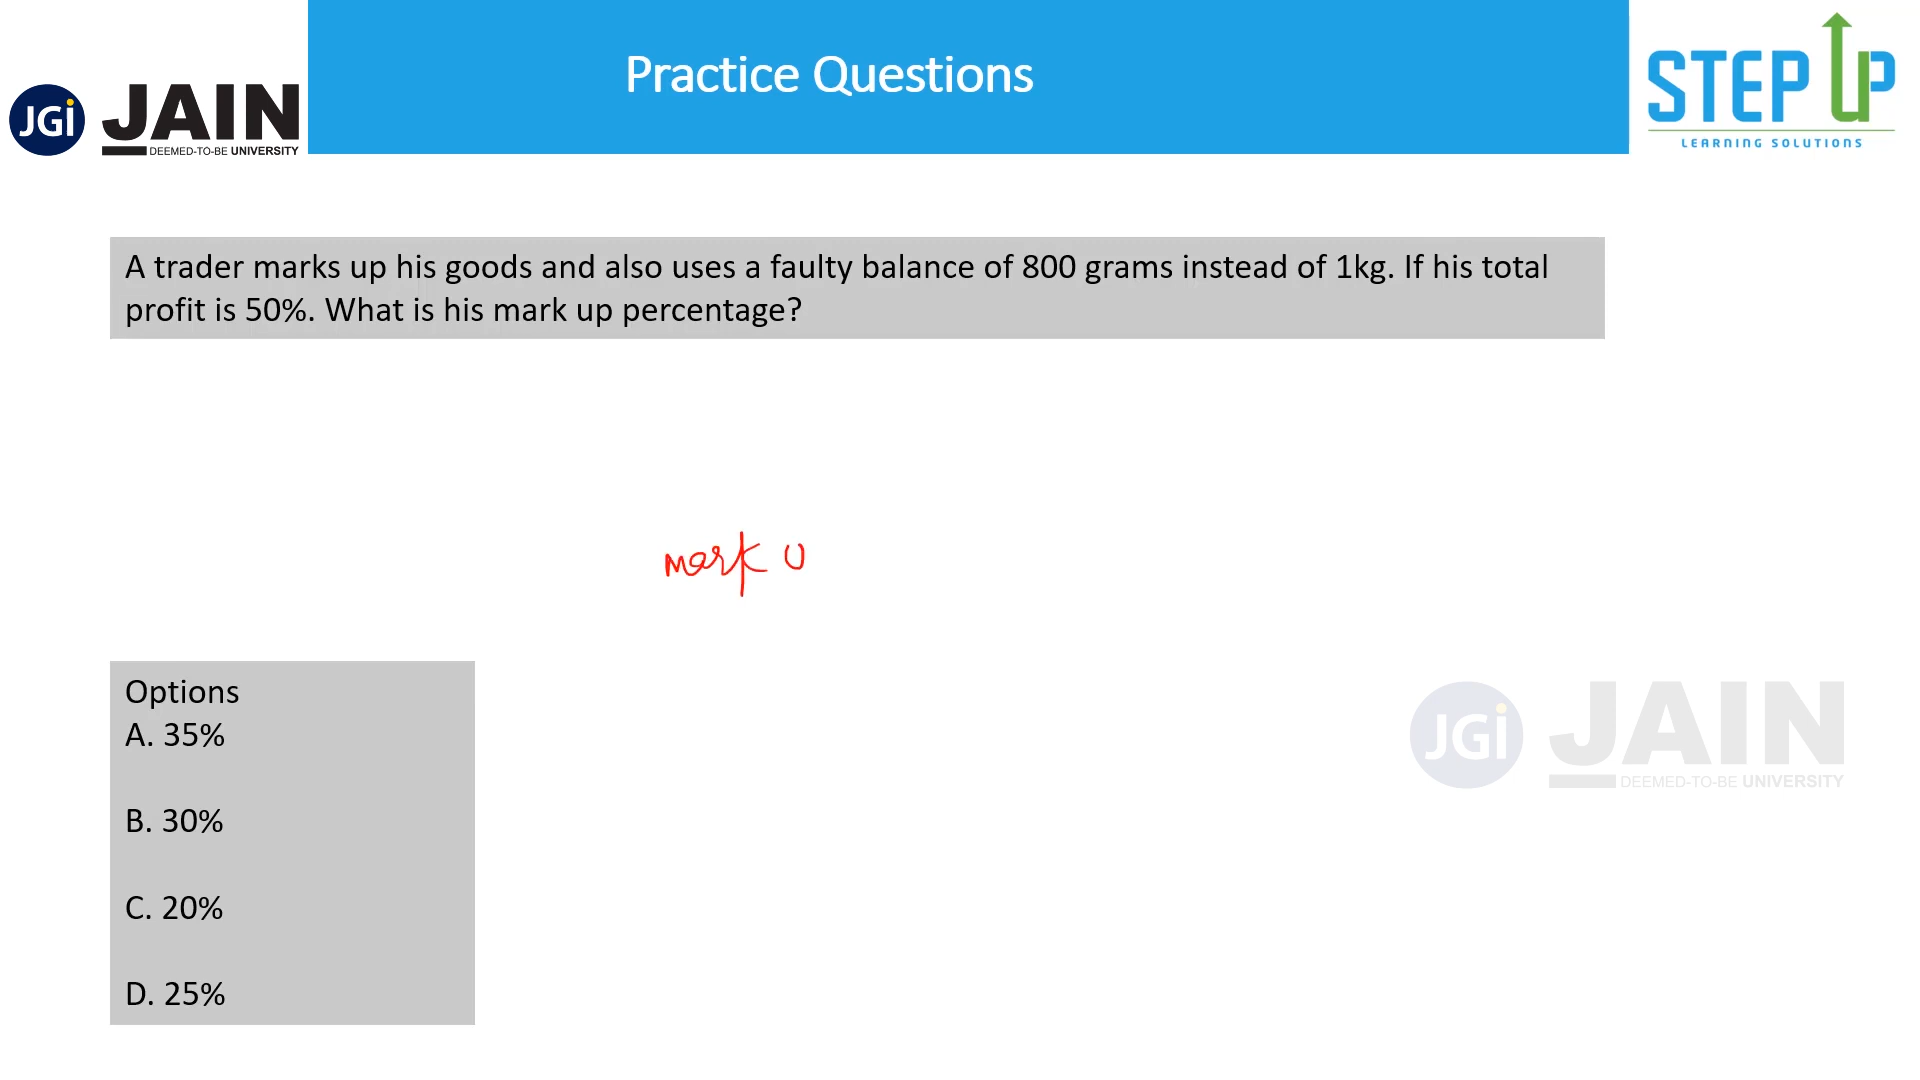 Practice Questions
JGi JAIN
DEEMED-TO-BE UNIVERSITY
STEP UP
LEARNING SOLUTIONS
A trader marks up his goods and also uses a faulty balance of 800 grams instead of 1kg. If his total
profit is 50%. What is his mark up percentage?
mark U
Options
A. 35%
B. 30%
C. 20%
D. 25%
JGi JAIN
DEEMED-TO-BE UNIVERSITY